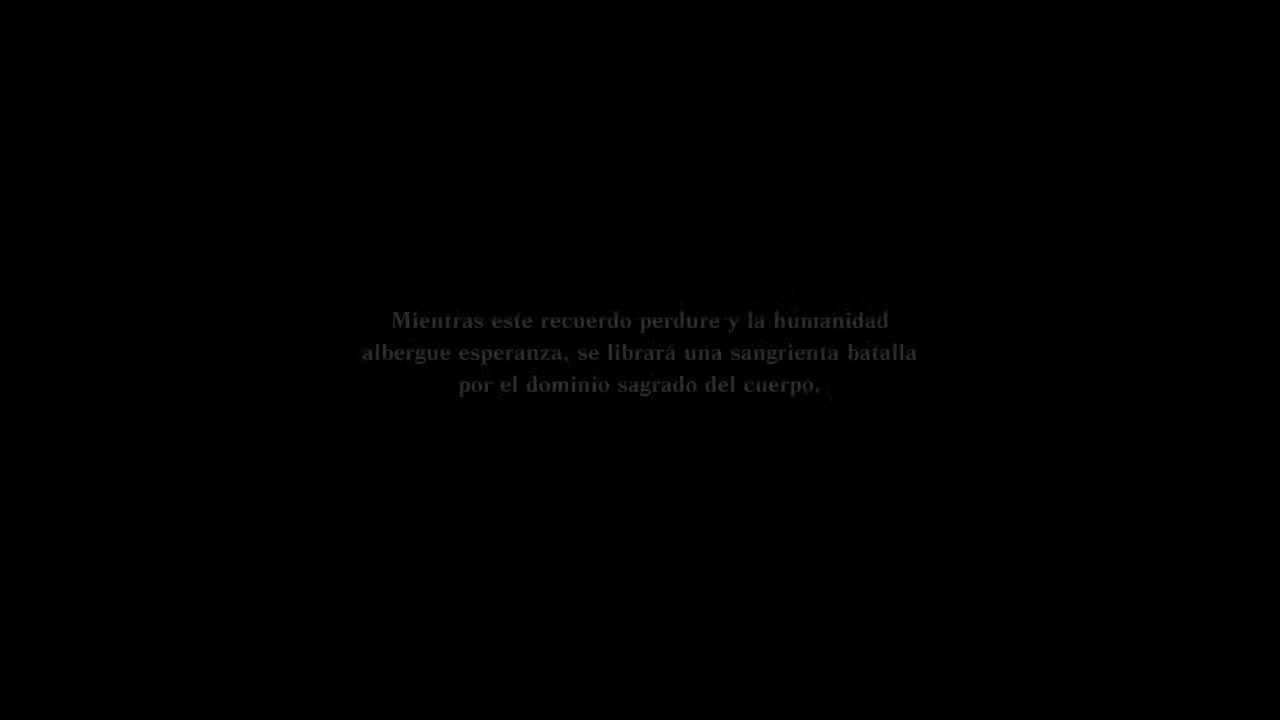 Mientras este recuerdo perdure y la humanidad
albergue esperanza, se librará una sangrienta batalla
por el dominio sagrado del cuerpo.